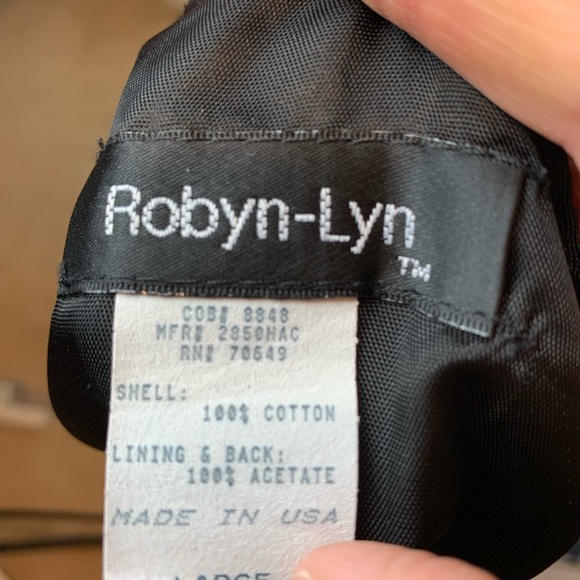 Robyn-Lyn
TM
COB# 8848
MFR# 2850HAC
RN# 70649
SHELL:
100% COTTON
LINING & BACK:
100% ACETATE
MADE IN USA
LARGE